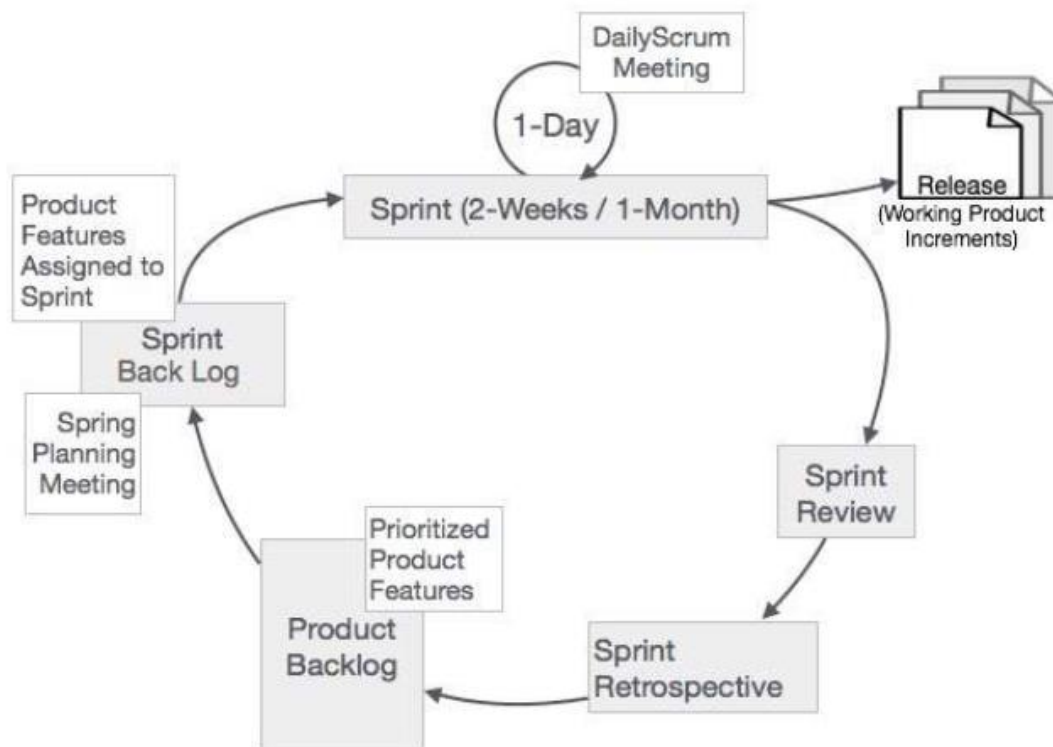 DailyScrum
Meeting
1-Day
Release
(Working Product
Increments)
Sprint (2-Weeks / 1-Month)
Product
Features
Assigned to
Sprint
Sprint
Back Log
Spring
Planning
Meeting
Sprint
Review
Prioritized
Product
Features
Product
Backlog
Sprint
Retrospective